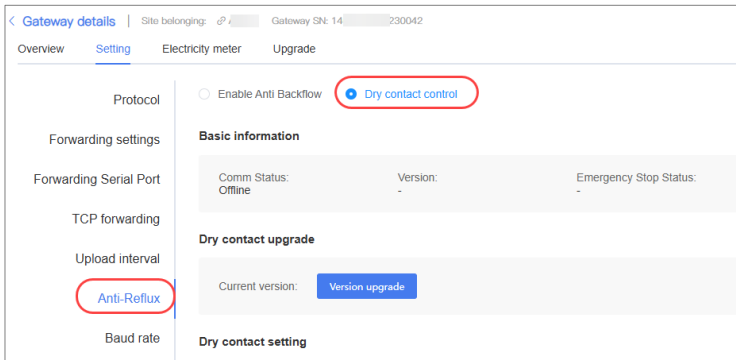 Gateway details | Site belonging: Gateway SN: 14 230042
Overview Setting Electricity meter Upgrade
Protocol
Forwarding settings
Forwarding Serial Port
TCP forwarding
Upload interval
Anti-Reflux
Baud rate
Enable Anti Backflow Dry contact control
Basic information
Comm Status: Version: Emergency Stop Status:
Offline - -
Dry contact upgrade
Current version: Version upgrade
Dry contact setting